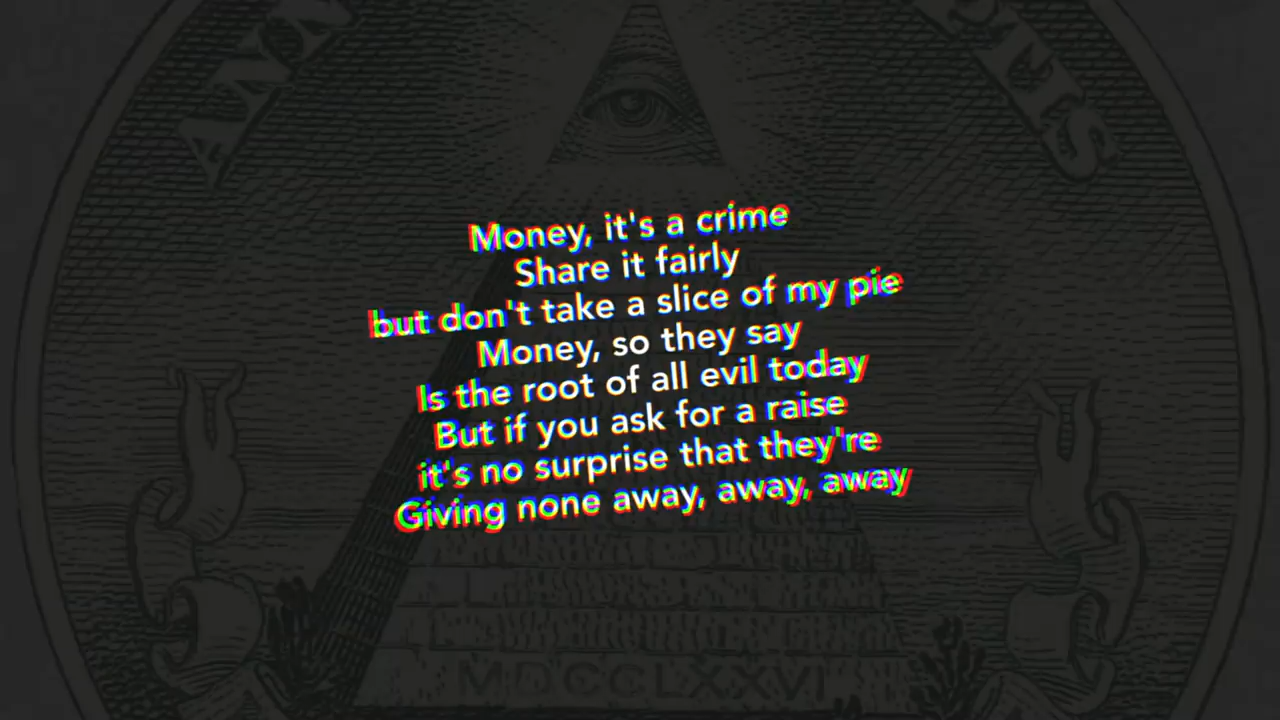 ANN
PTIS
Money, it's a crime
Share it fairly
but don't take a slice of my pie
Money, so they say
Is the root of all evil today
But if you ask for a raise
it's no surprise that they're
Giving none away, away, away
MDCCLXXVI